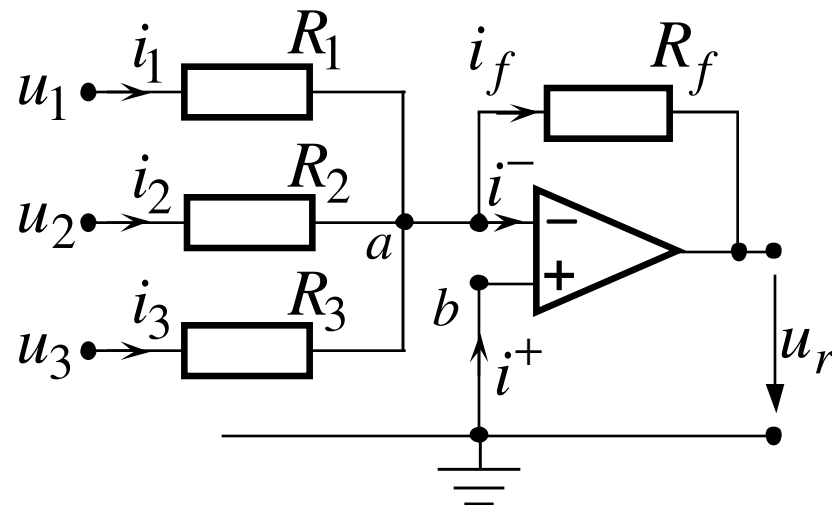 i₁ R₁
u₁
i_f R_f
i₂ R₂
u₂
a
i⁻
−
+
b
i₃ R₃
u₃
i⁺
u_r